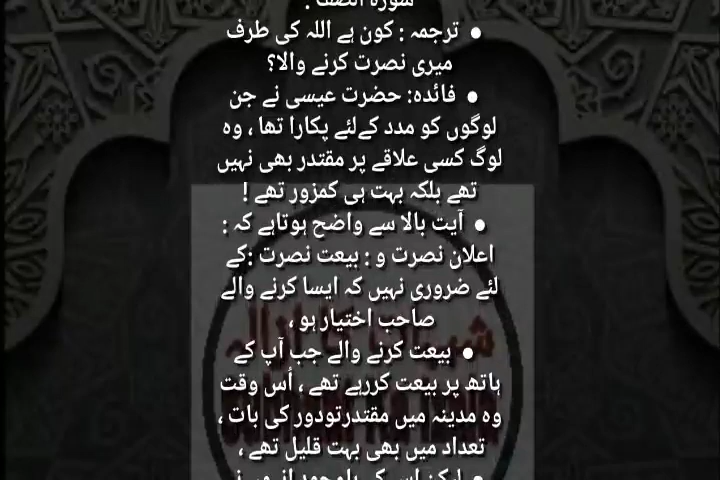 سورہ الصف :
● ترجمہ : کون ہے اللہ کی طرف
میری نصرت کرنے والا؟
● فائدہ: حضرت عیسی نے جن
لوگوں کو مدد کےلئے پکارا تھا ، وہ
لوگ کسی علاقے پر مقتدر بھی نہیں
تھے بلکہ بہت ہی کمزور تھے !
● آیت بالا سے واضح ہوتاہے کہ :
اعلان نصرت و : بیعت نصرت :کے
لئے ضروری نہیں کہ ایسا کرنے والے
صاحب اختیار ہو ،
● بیعت کرنے والے جب آپ کے
ہاتھ پر بیعت کررہے تھے ، اُس وقت
وہ مدینہ میں مقتدرتودور کی بات ،
تعداد میں بھی بہت قلیل تھے ،